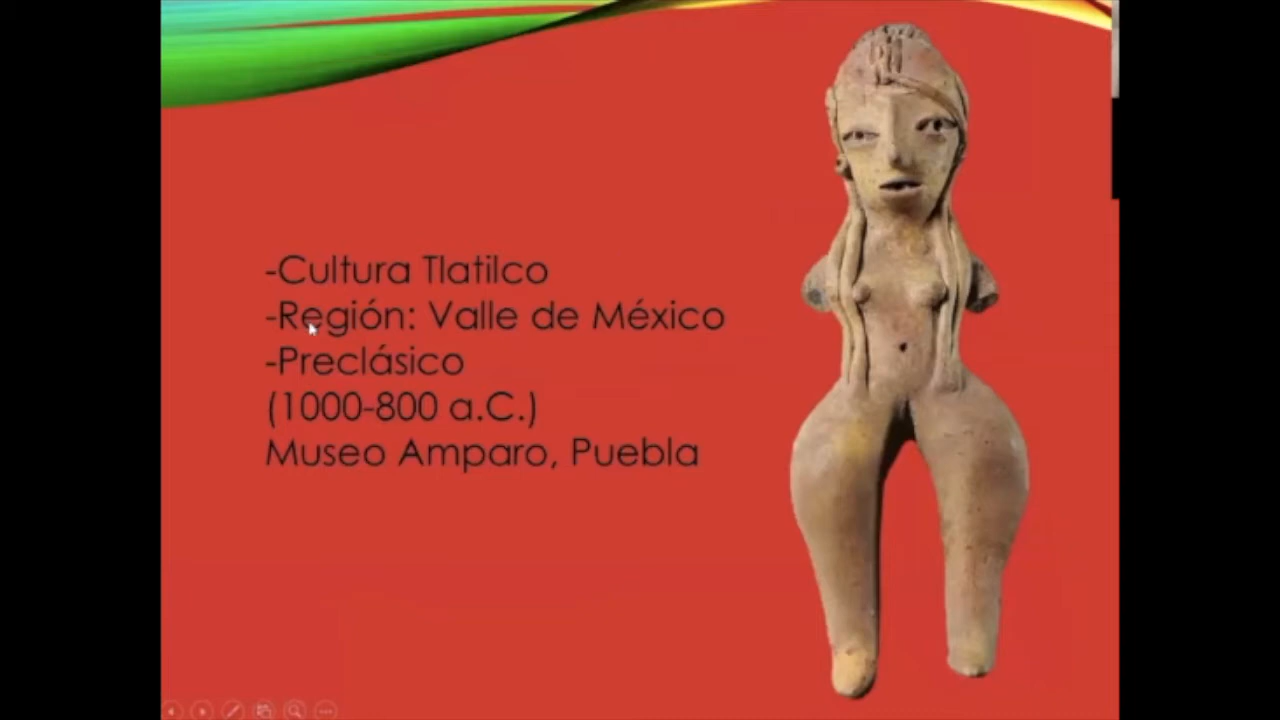 -Cultura Tlatilco
-Región: Valle de México
-Preclásico
(1000-800 a.C.)
Museo Amparo, Puebla